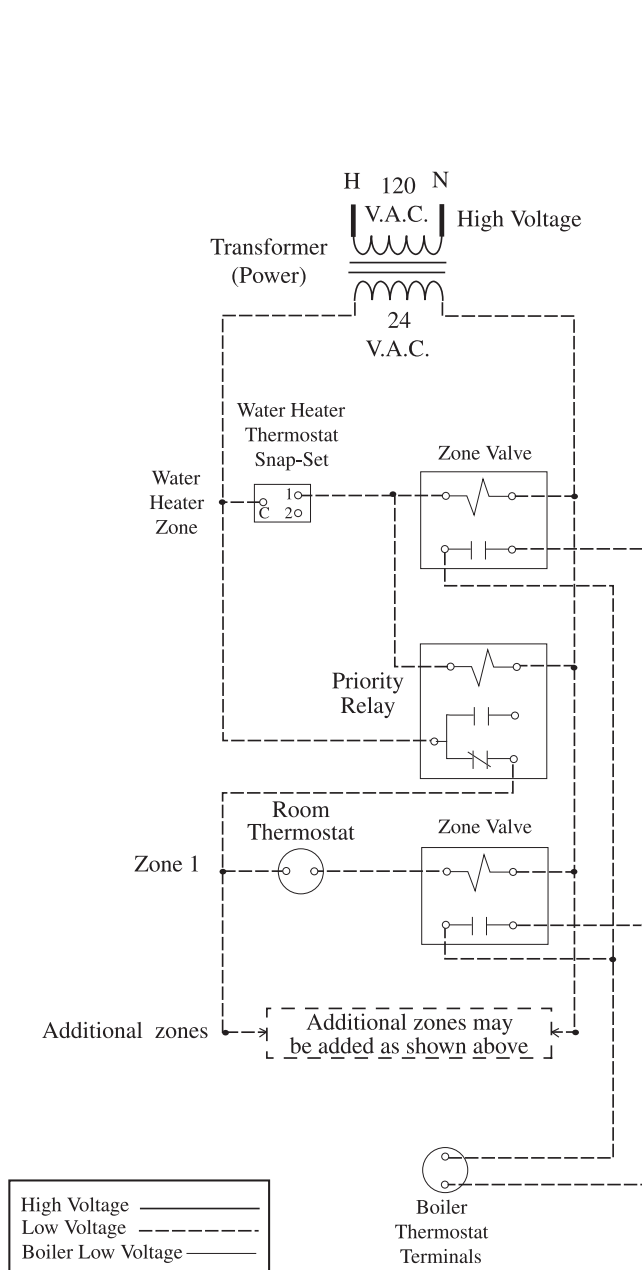 H 120 N
V.A.C. High Voltage
Transformer
(Power)
24
V.A.C.
Water Heater
Thermostat
Snap-Set
Zone Valve
Water
Heater
Zone
1
C 2
Priority
Relay
Room
Thermostat
Zone Valve
Zone 1
Additional zones
Additional zones may
be added as shown above
Boiler
Thermostat
Terminals
High Voltage
Low Voltage
Boiler Low Voltage